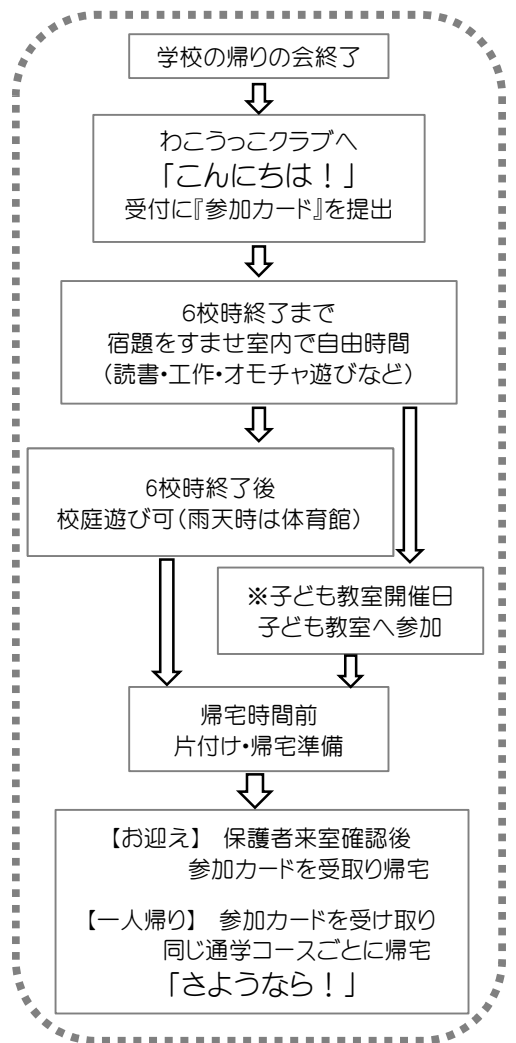 学校の帰りの会終了
わこうっこクラブへ
「こんにちは！」
受付に『参加カード』を提出
6校時終了まで
宿題をすませ室内で自由時間
（読書・工作・オモチャ遊びなど）
6校時終了後
校庭遊び可（雨天時は体育館）
※子ども教室開催日
子ども教室へ参加
帰宅時間前
片付け・帰宅準備
【お迎え】 保護者来室確認後
参加カードを受取り帰宅
【一人帰り】 参加カードを受け取り
同じ通学コースごとに帰宅
「さようなら！」